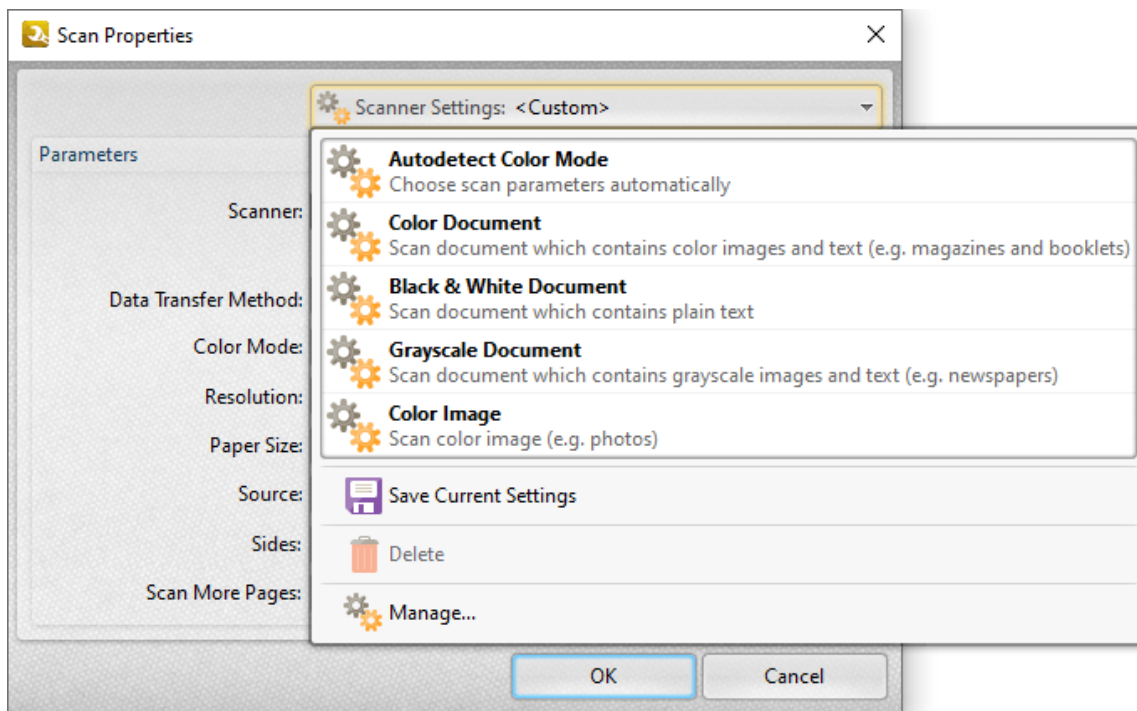 Scan Properties
Scanner Settings: <Custom>
Parameters
Autodetect Color Mode
Choose scan parameters automatically
Scanner:
Color Document
Scan document which contains color images and text (e.g. magazines and booklets)
Black & White Document
Data Transfer Method:
Scan document which contains plain text
Color Mode:
Grayscale Document
Scan document which contains grayscale images and text (e.g. newspapers)
Resolution:
Color Image
Scan color image (e.g. photos)
Paper Size:
Source:
Save Current Settings
Sides:
Delete
Scan More Pages:
Manage...
OK
Cancel